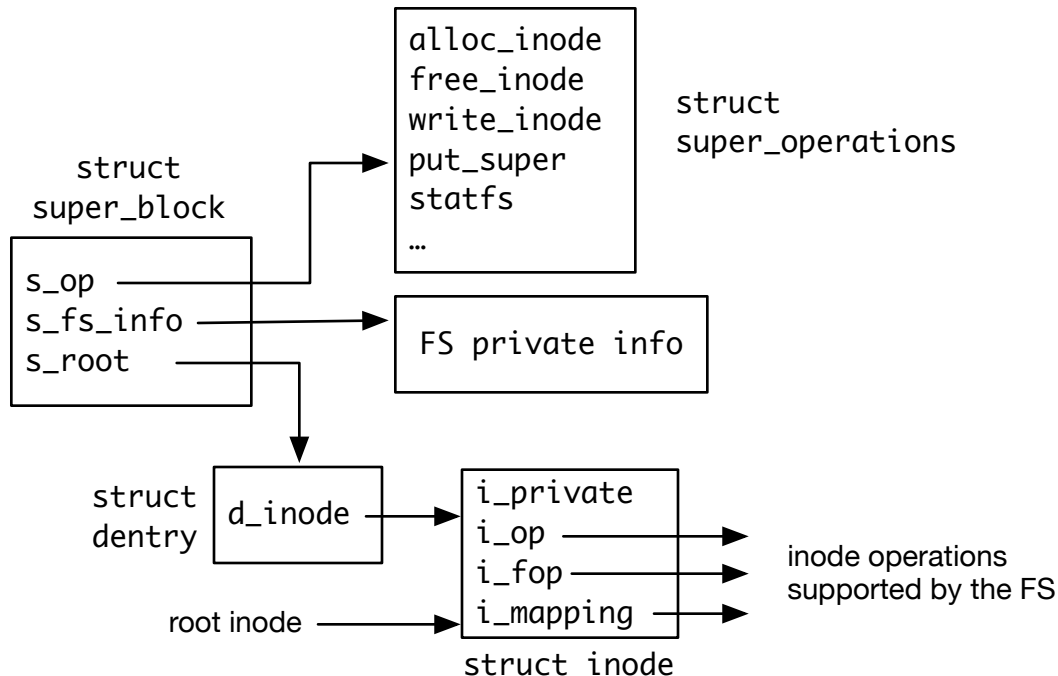 alloc_inode
free_inode
write_inode
put_super
statfs
…
struct
super_operations
struct
super_block
s_op
s_fs_info
s_root
FS private info
struct
dentry
d_inode
i_private
i_op
i_fop
i_mapping
inode operations
supported by the FS
root inode
struct inode